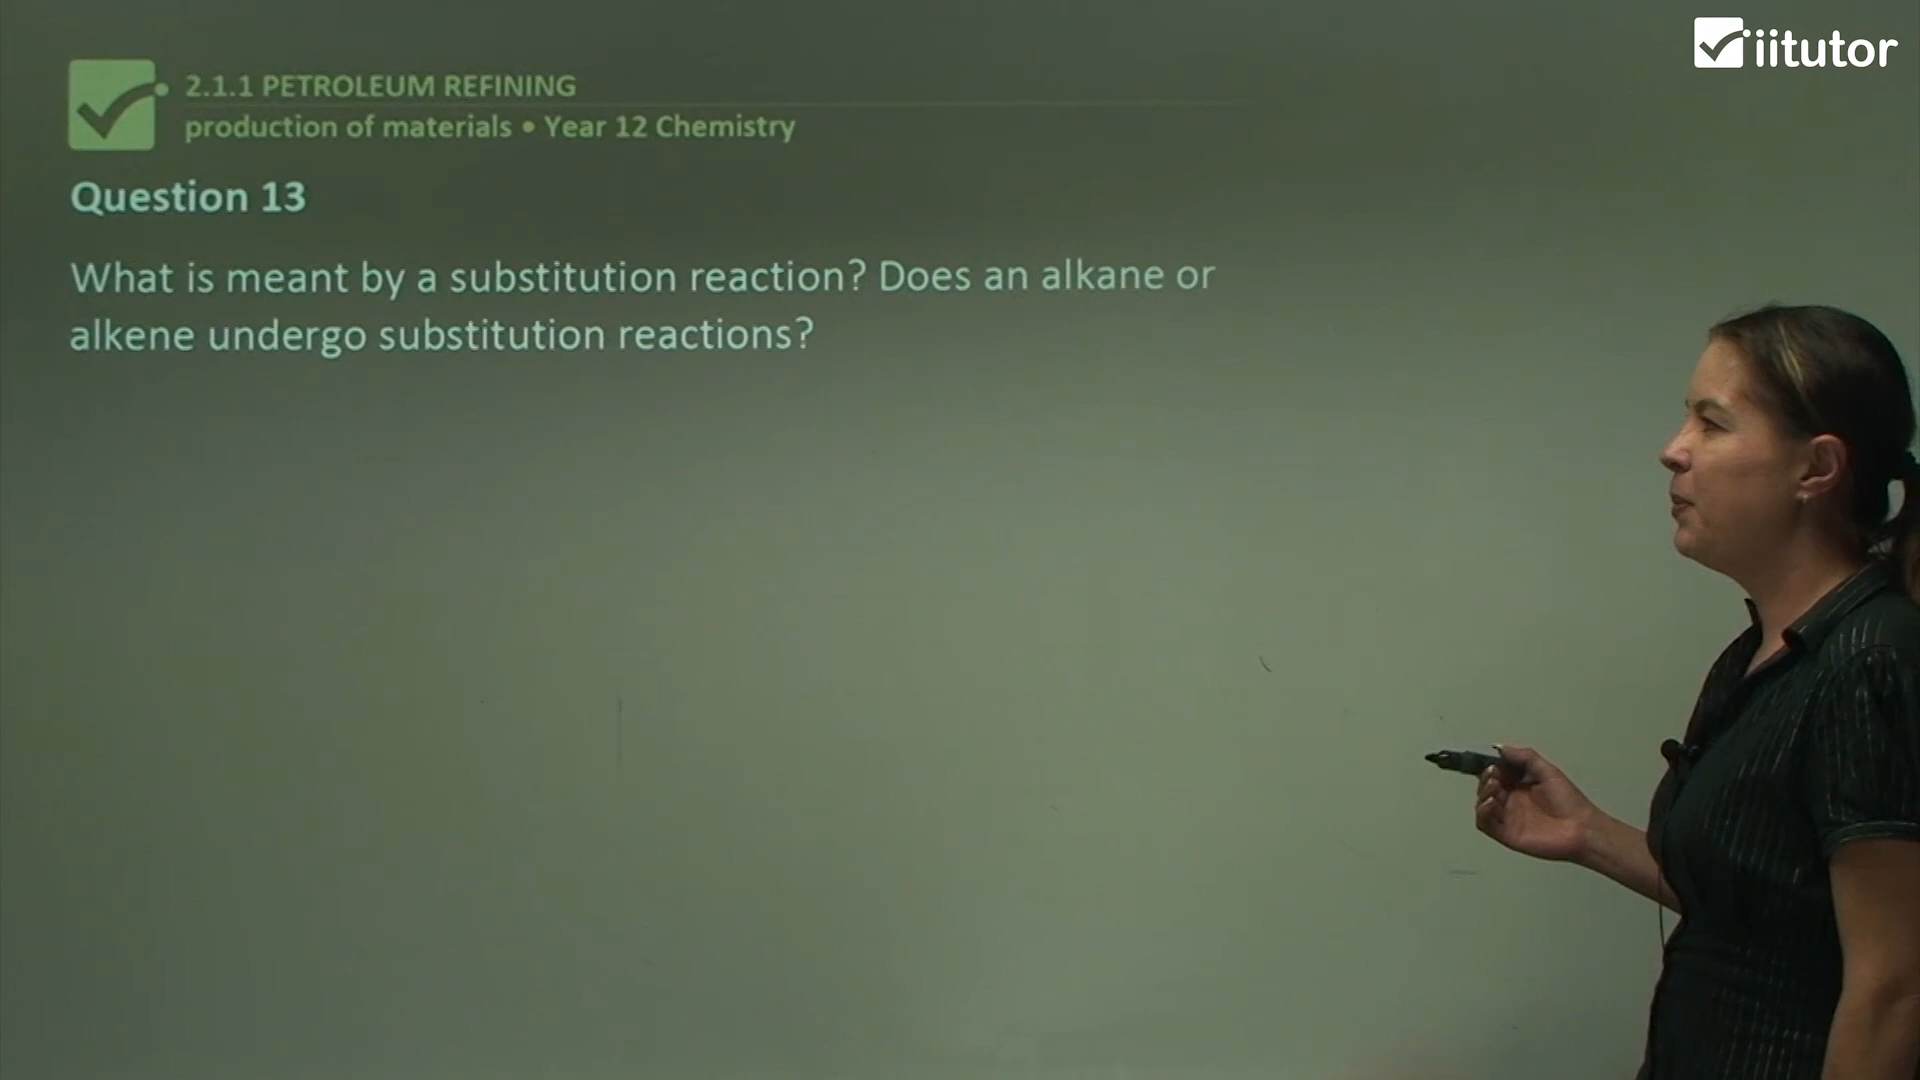 iitutor
2.1.1 PETROLEUM REFINING
production of materials • Year 12 Chemistry
Question 13
What is meant by a substitution reaction? Does an alkane or
alkene undergo substitution reactions?